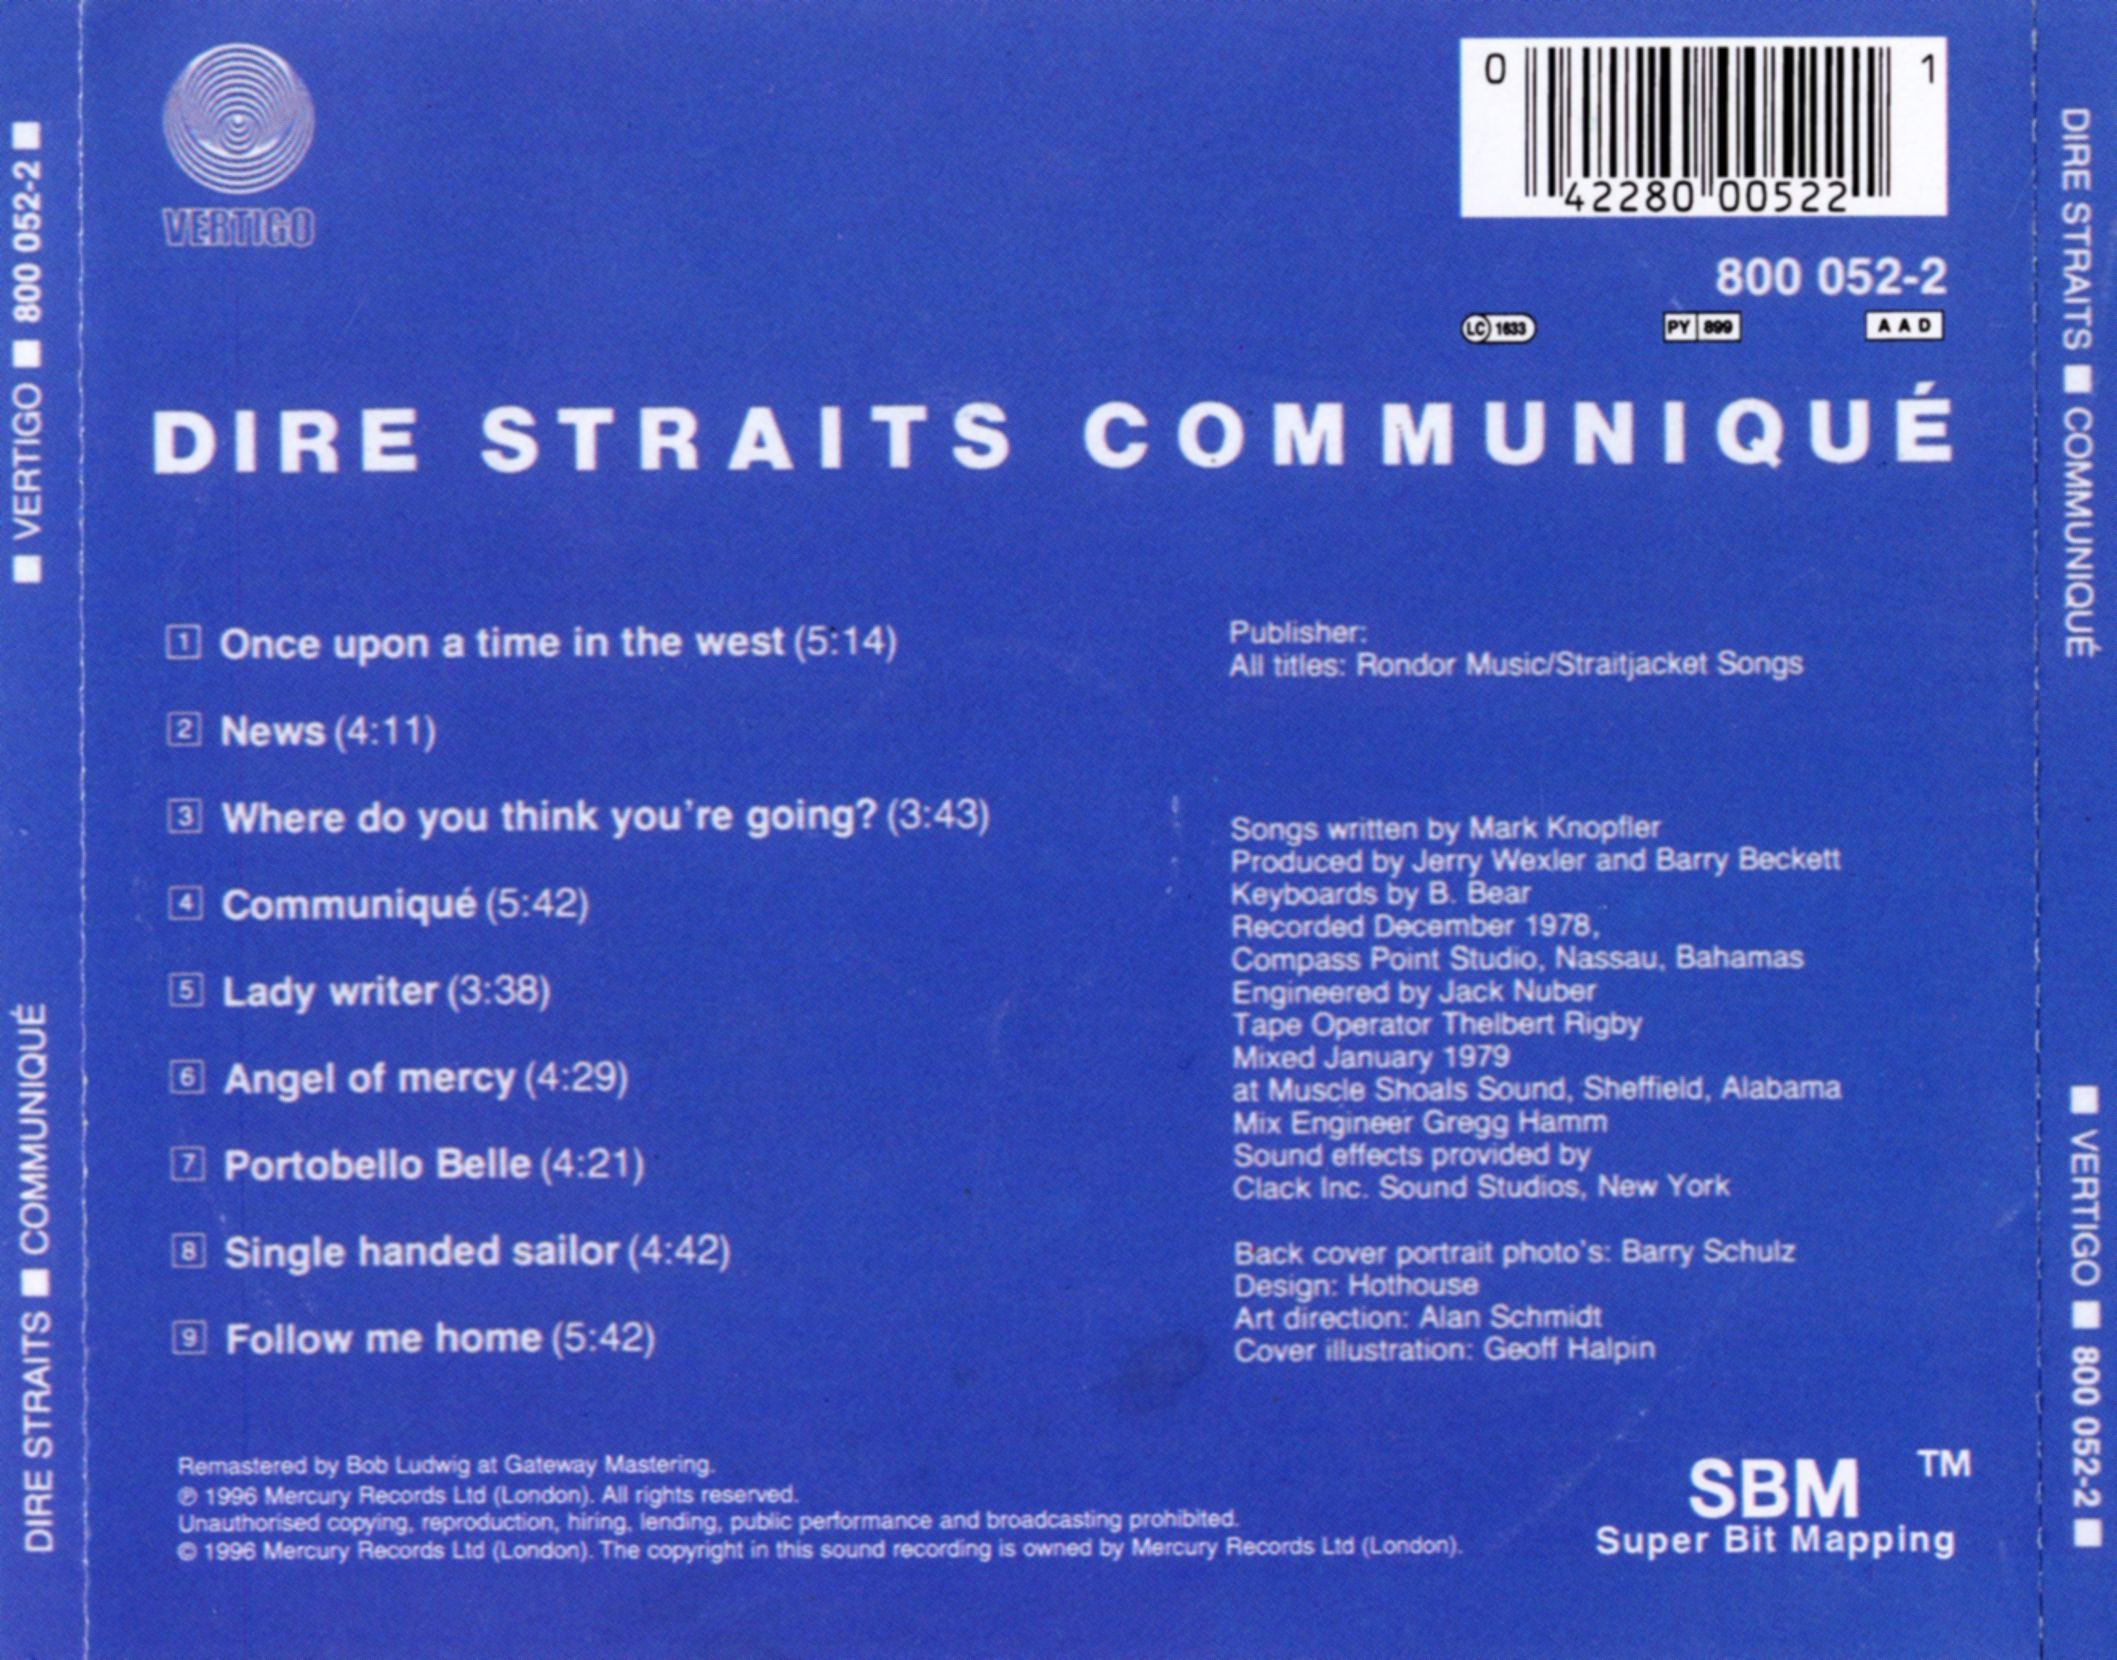 VERTIGO
0 42280 00522 1
800 052-2
LC 1633 PY 899 AAD
DIRE STRAITS COMMUNIQUÉ
1 Once upon a time in the west (5:14)
2 News (4:11)
3 Where do you think you're going? (3:43)
4 Communiqué (5:42)
5 Lady writer (3:38)
6 Angel of mercy (4:29)
7 Portobello Belle (4:21)
8 Single handed sailor (4:42)
9 Follow me home (5:42)
Publisher:
All titles: Rondor Music/Straitjacket Songs
Songs written by Mark Knopfler
Produced by Jerry Wexler and Barry Beckett
Keyboards by B. Bear
Recorded December 1978,
Compass Point Studio, Nassau, Bahamas
Engineered by Jack Nuber
Tape Operator Thelbert Rigby
Mixed January 1979
at Muscle Shoals Sound, Sheffield, Alabama
Mix Engineer Gregg Hamm
Sound effects provided by
Clack Inc. Sound Studios, New York
Back cover portrait photo's: Barry Schulz
Design: Hothouse
Art direction: Alan Schmidt
Cover illustration: Geoff Halpin
Remastered by Bob Ludwig at Gateway Mastering.
℗ 1996 Mercury Records Ltd (London). All rights reserved.
Unauthorised copying, reproduction, hiring, lending, public performance and broadcasting prohibited.
© 1996 Mercury Records Ltd (London). The copyright in this sound recording is owned by Mercury Records Ltd (London).
SBM TM
Super Bit Mapping
DIRE STRAITS ■ COMMUNIQUÉ ■ VERTIGO ■ 800 052-2 ■
DIRE STRAITS ■ COMMUNIQUÉ ■ VERTIGO ■ 800 052-2 ■